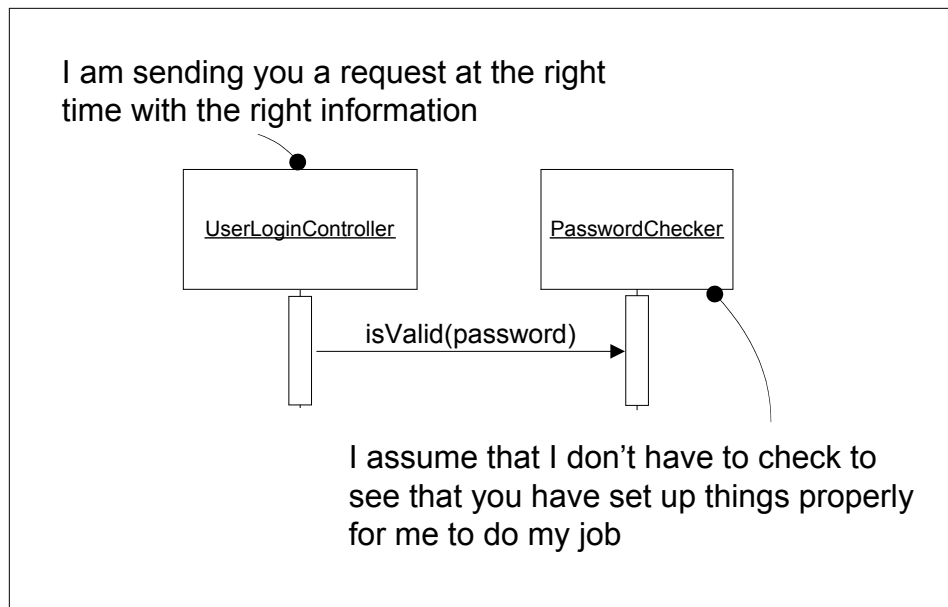 I am sending you a request at the right
time with the right information
UserLoginController
PasswordChecker
isValid(password)
I assume that I don’t have to check to
see that you have set up things properly
for me to do my job